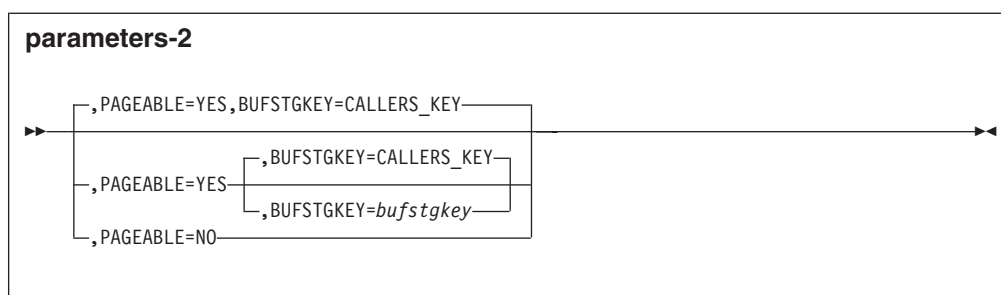 parameters-2
,PAGEABLE=YES,BUFSTGKEY=CALLERS_KEY
,BUFSTGKEY=CALLERS_KEY
,PAGEABLE=YES
,BUFSTGKEY=bufstgkey
,PAGEABLE=NO